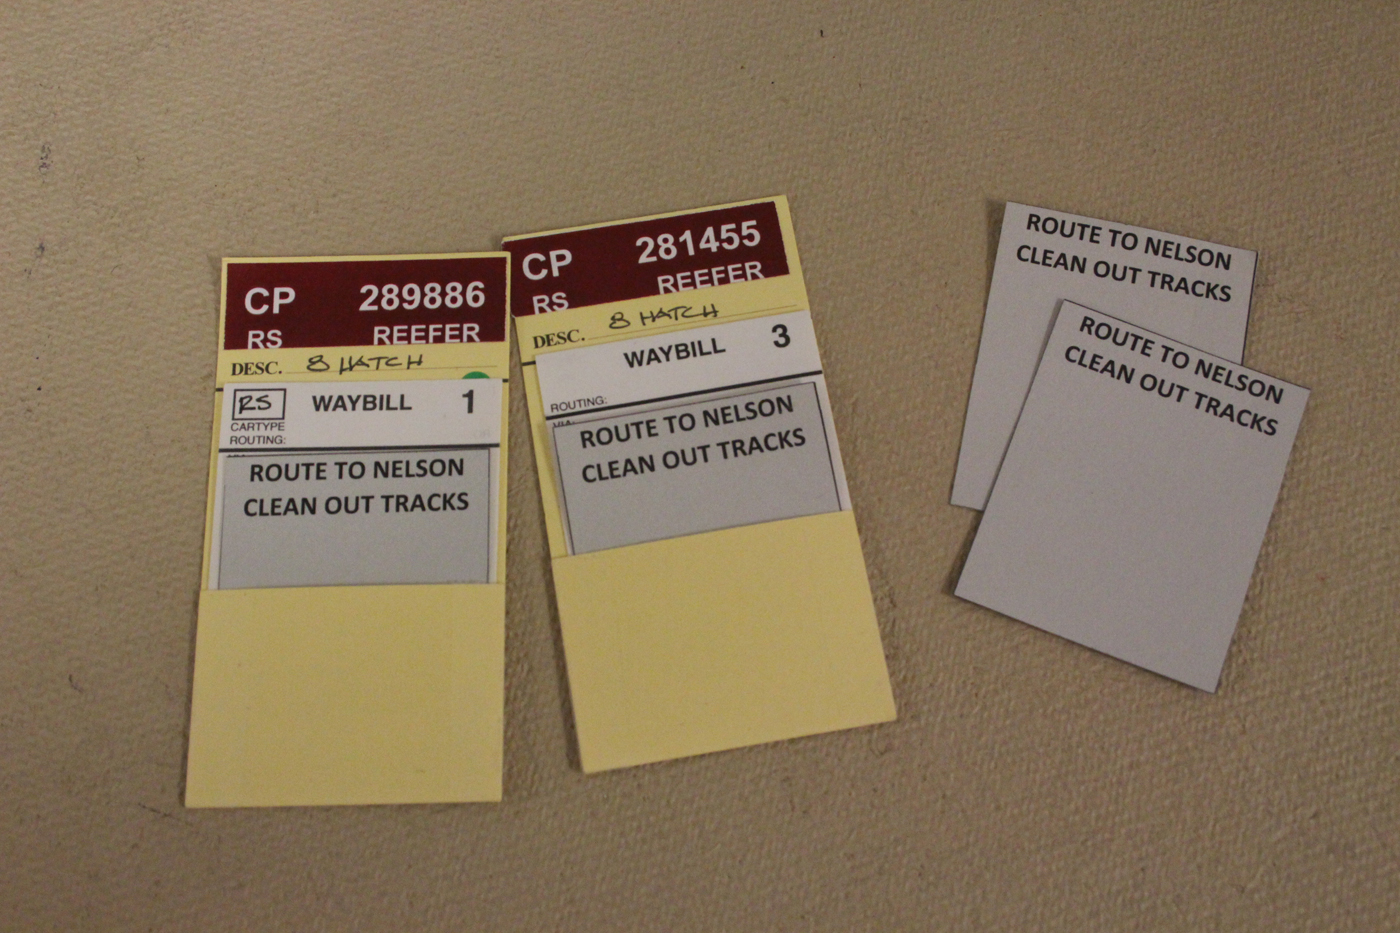 CP 289886
RS REEFER
DESC. 8 HATCH
RS WAYBILL 1
CARTYPE
ROUTING:
ROUTE TO NELSON
CLEAN OUT TRACKS
CP 281455
RS REEFER
DESC. 8 HATCH
WAYBILL 3
ROUTING:
VIA:
ROUTE TO NELSON
CLEAN OUT TRACKS
ROUTE TO NELSON
CLEAN OUT TRACKS
ROUTE TO NELSON
CLEAN OUT TRACKS